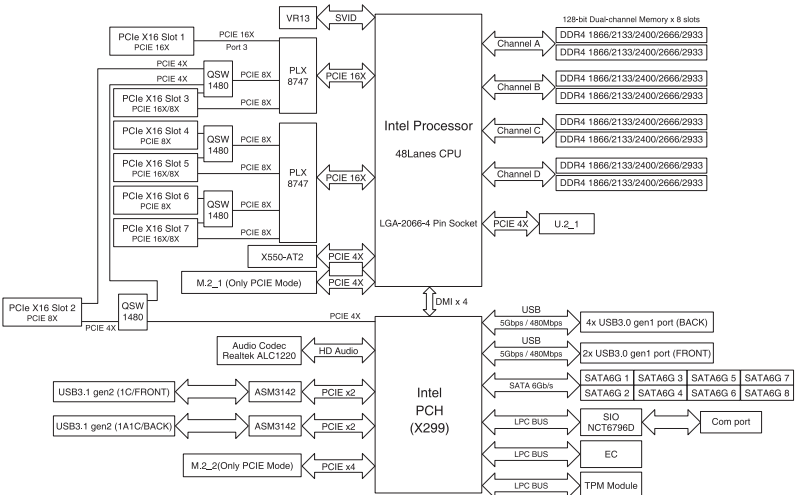 VR13
SVID
128-bit Dual-channel Memory x 8 slots
PCIe X16 Slot 1
PCIE 16X
PCIE 16X
Port 3
DDR4 1866/2133/2400/2666/2933
Channel A
DDR4 1866/2133/2400/2666/2933
PCIE 4X
PCIE 4X
QSW
1480
PCIE 8X
PLX
8747
PCIE 16X
PCIe X16 Slot 3
PCIE 16X/8X
PCIE 8X
DDR4 1866/2133/2400/2666/2933
Channel B
DDR4 1866/2133/2400/2666/2933
PCIe X16 Slot 4
PCIE 8X
QSW
1480
PCIE 8X
Intel Processor
48Lanes CPU
DDR4 1866/2133/2400/2666/2933
Channel C
DDR4 1866/2133/2400/2666/2933
PCIe X16 Slot 5
PCIE 16X/8X
PCIE 8X
PLX
8747
PCIE 16X
DDR4 1866/2133/2400/2666/2933
Channel D
DDR4 1866/2133/2400/2666/2933
PCIe X16 Slot 6
PCIE 8X
QSW
1480
PCIE 8X
PCIe X16 Slot 7
PCIE 16X/8X
PCIE 8X
LGA-2066-4 Pin Socket
PCIE 4X
U.2_1
X550-AT2
PCIE 4X
M.2_1 (Only PCIE Mode)
PCIE 4X
DMI x 4
PCIe X16 Slot 2
PCIE 8X
PCIE 4X
QSW
1480
PCIE 4X
USB
5Gbps / 480Mbps
4x USB3.0 gen1 port (BACK)
Audio Codec
Realtek ALC1220
HD Audio
USB
5Gbps / 480Mbps
2x USB3.0 gen1 port (FRONT)
Intel
PCH
(X299)
SATA 6Gb/s
SATA6G 1 SATA6G 3 SATA6G 5 SATA6G 7
SATA6G 2 SATA6G 4 SATA6G 6 SATA6G 8
USB3.1 gen2 (1C/FRONT)
ASM3142
PCIE x2
LPC BUS
SIO
NCT6796D
Com port
USB3.1 gen2 (1A1C/BACK)
ASM3142
PCIE x2
LPC BUS
EC
M.2_2(Only PCIE Mode)
PCIE x4
LPC BUS
TPM Module